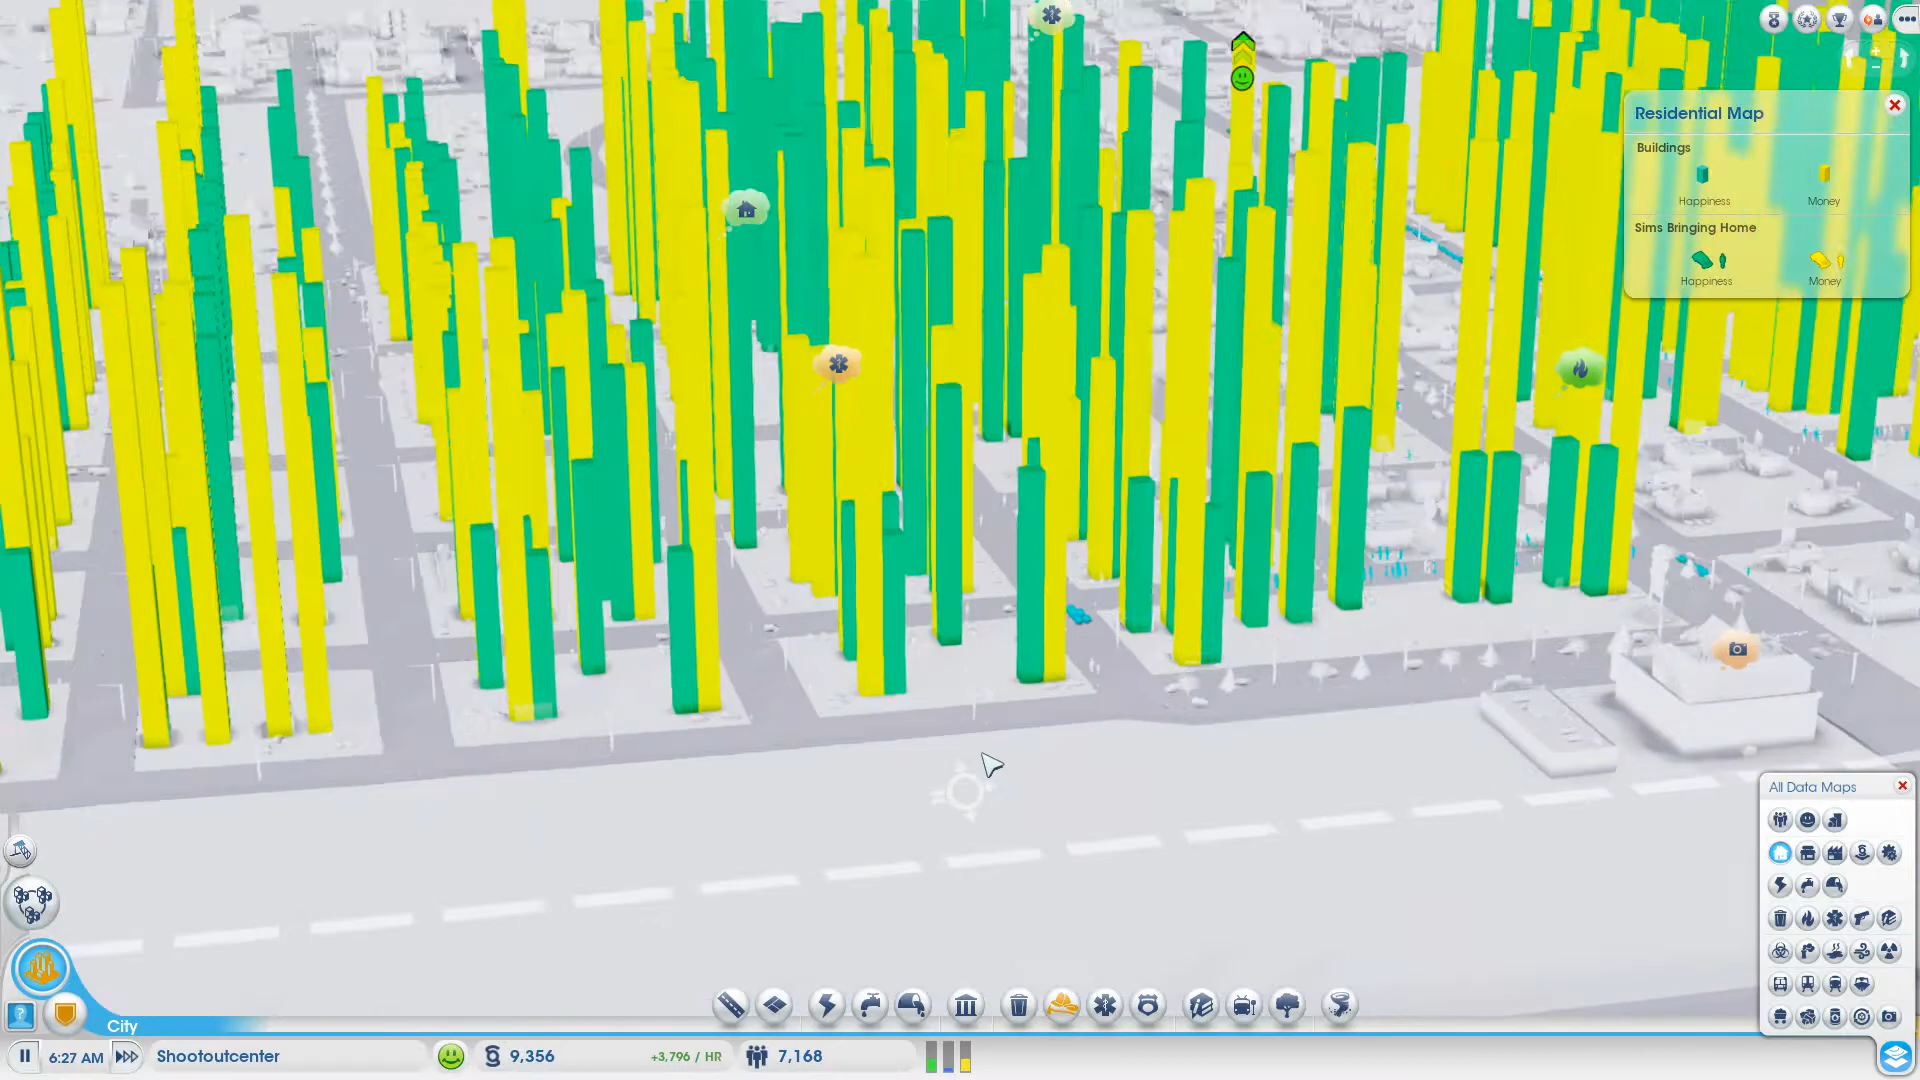 Residential Map
Buildings
Happiness
Money
Sims Bringing Home
Happiness
Money
All Data Maps
City
6:27 AM
Shootoutcenter
9,356
+3,796 / HR
7,168